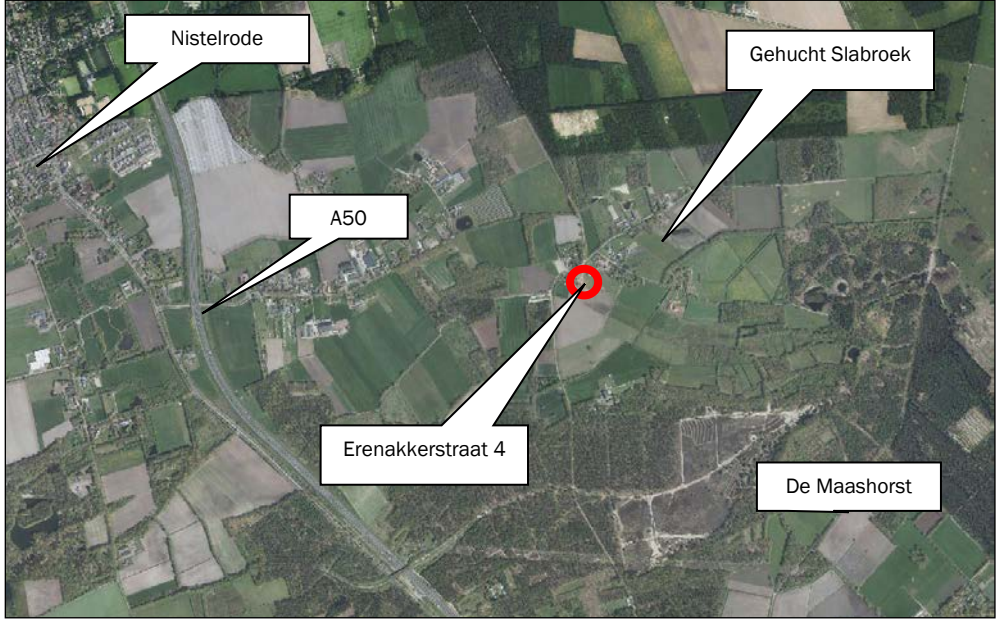 Nistelrode
Gehucht Slabroek
A50
Erenakkerstraat 4
De Maashorst